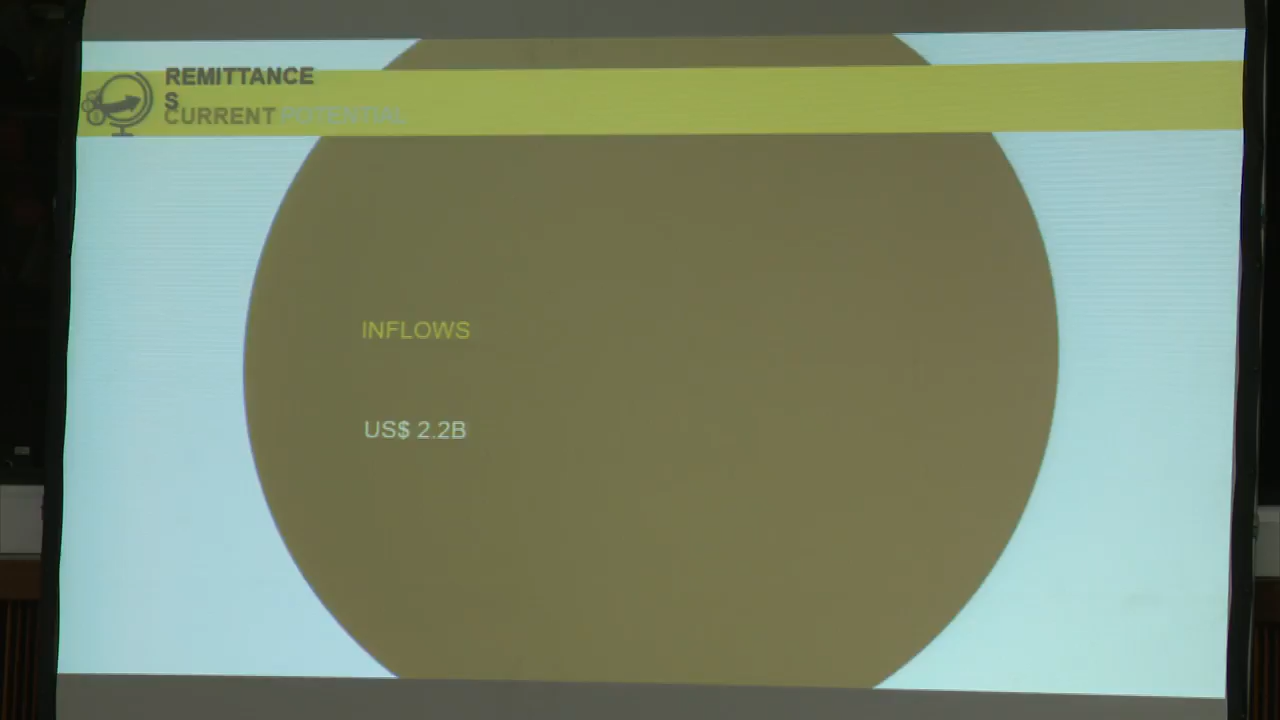 REMITTANCE
S
CURRENT POTENTIAL
INFLOWS
US$ 2.2B